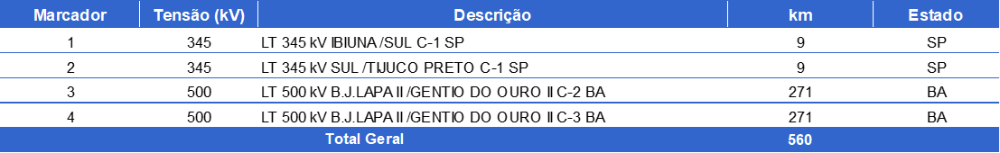 Marcador Tensão (kV) Descrição km Estado
1 345 LT 345 kV IBIUNA /SUL C-1 SP 9 SP
2 345 LT 345 kV SUL /TIJUCO PRETO C-1 SP 9 SP
3 500 LT 500 kV B.J.LAPA II /GENTIO DO OURO II C-2 BA 271 BA
4 500 LT 500 kV B.J.LAPA II /GENTIO DO OURO II C-3 BA 271 BA
Total Geral 560